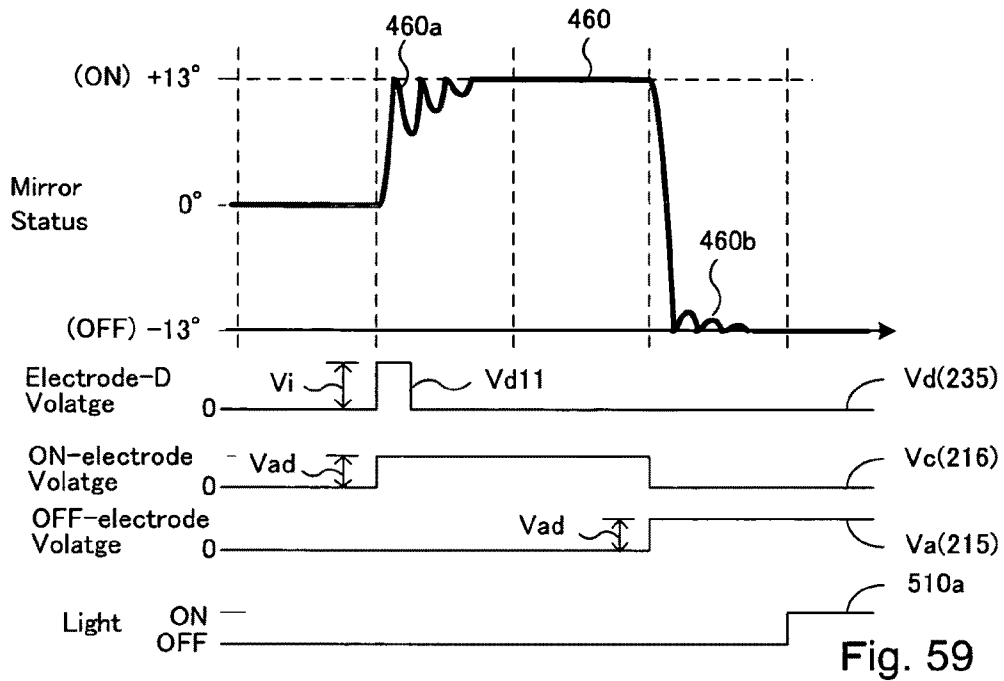 460a
460
(ON) +13°
Mirror
Status
0°
460b
(OFF) −13°
Electrode-D
Volatge
0
Vi
Vd11
Vd(235)
ON-electrode
Volatge
0
Vad
Vc(216)
OFF-electrode
Volatge
0
Vad
Va(215)
510a
Light
ON
OFF
Fig. 59